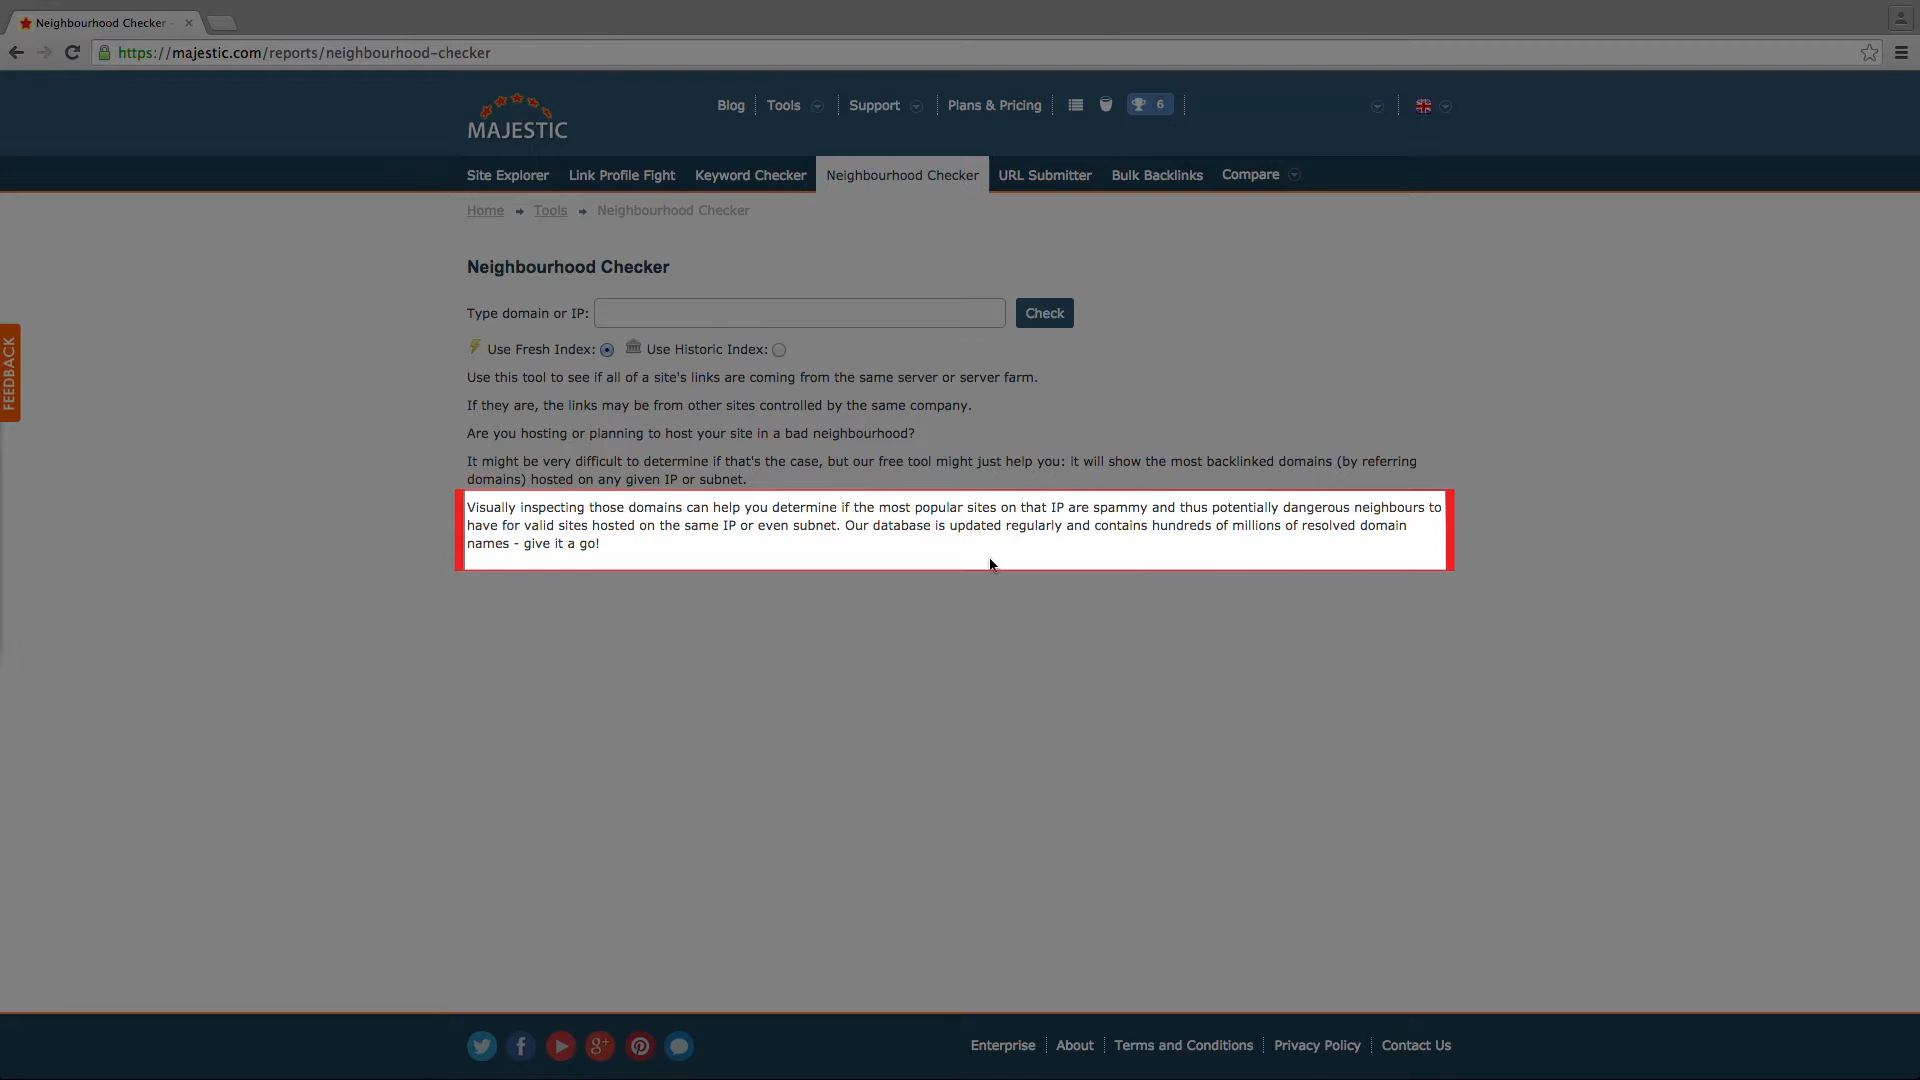 Neighbourhood Checker -
https://majestic.com/reports/neighbourhood-checker
MAJESTIC
Blog
Tools
Support
Plans & Pricing
6
Site Explorer
Link Profile Fight
Keyword Checker
Neighbourhood Checker
URL Submitter
Bulk Backlinks
Compare
Home
Tools
Neighbourhood Checker
Neighbourhood Checker
Type domain or IP:
Check
Use Fresh Index:
Use Historic Index:
Use this tool to see if all of a site's links are coming from the same server or server farm.
If they are, the links may be from other sites controlled by the same company.
Are you hosting or planning to host your site in a bad neighbourhood?
It might be very difficult to determine if that's the case, but our free tool might just help you: it will show the most backlinked domains (by referring
domains) hosted on any given IP or subnet.
Visually inspecting those domains can help you determine if the most popular sites on that IP are spammy and thus potentially dangerous neighbours to
have for valid sites hosted on the same IP or even subnet. Our database is updated regularly and contains hundreds of millions of resolved domain
names - give it a go!
FEEDBACK
Enterprise
About
Terms and Conditions
Privacy Policy
Contact Us